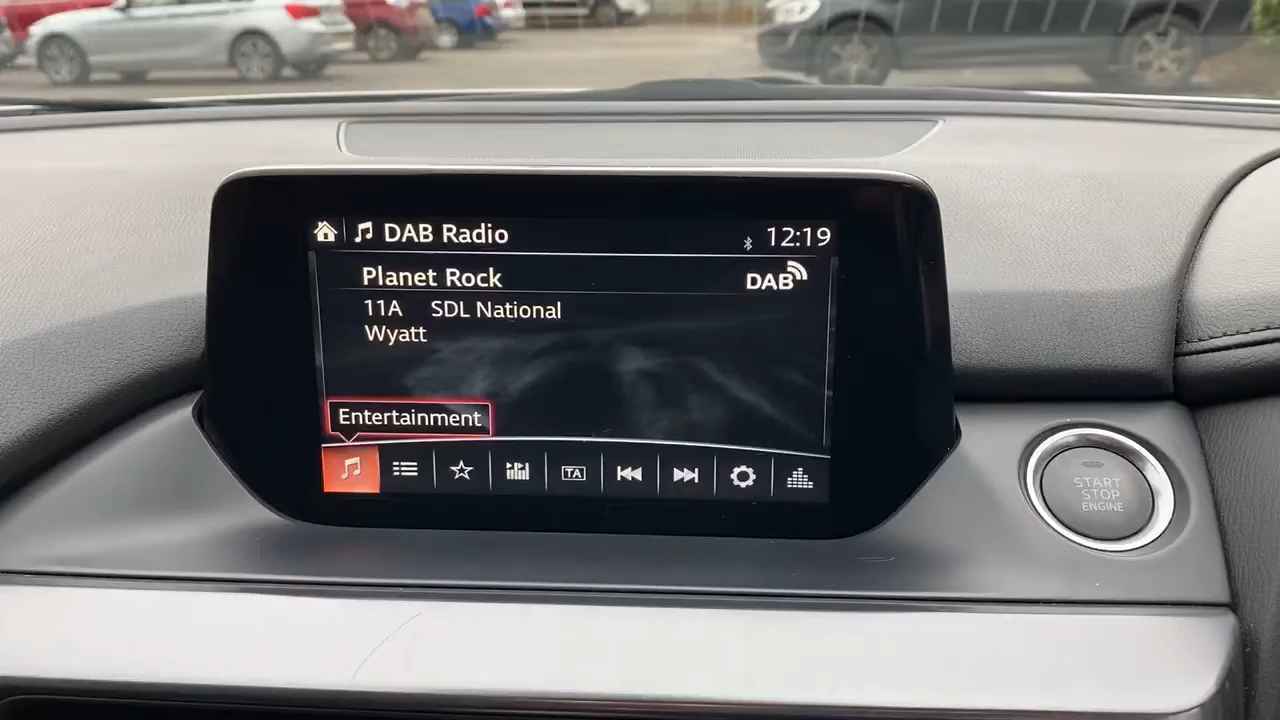 DAB Radio
12:19
Planet Rock
DAB
11A SDL National
Wyatt
Entertainment
TA
START
STOP
ENGINE